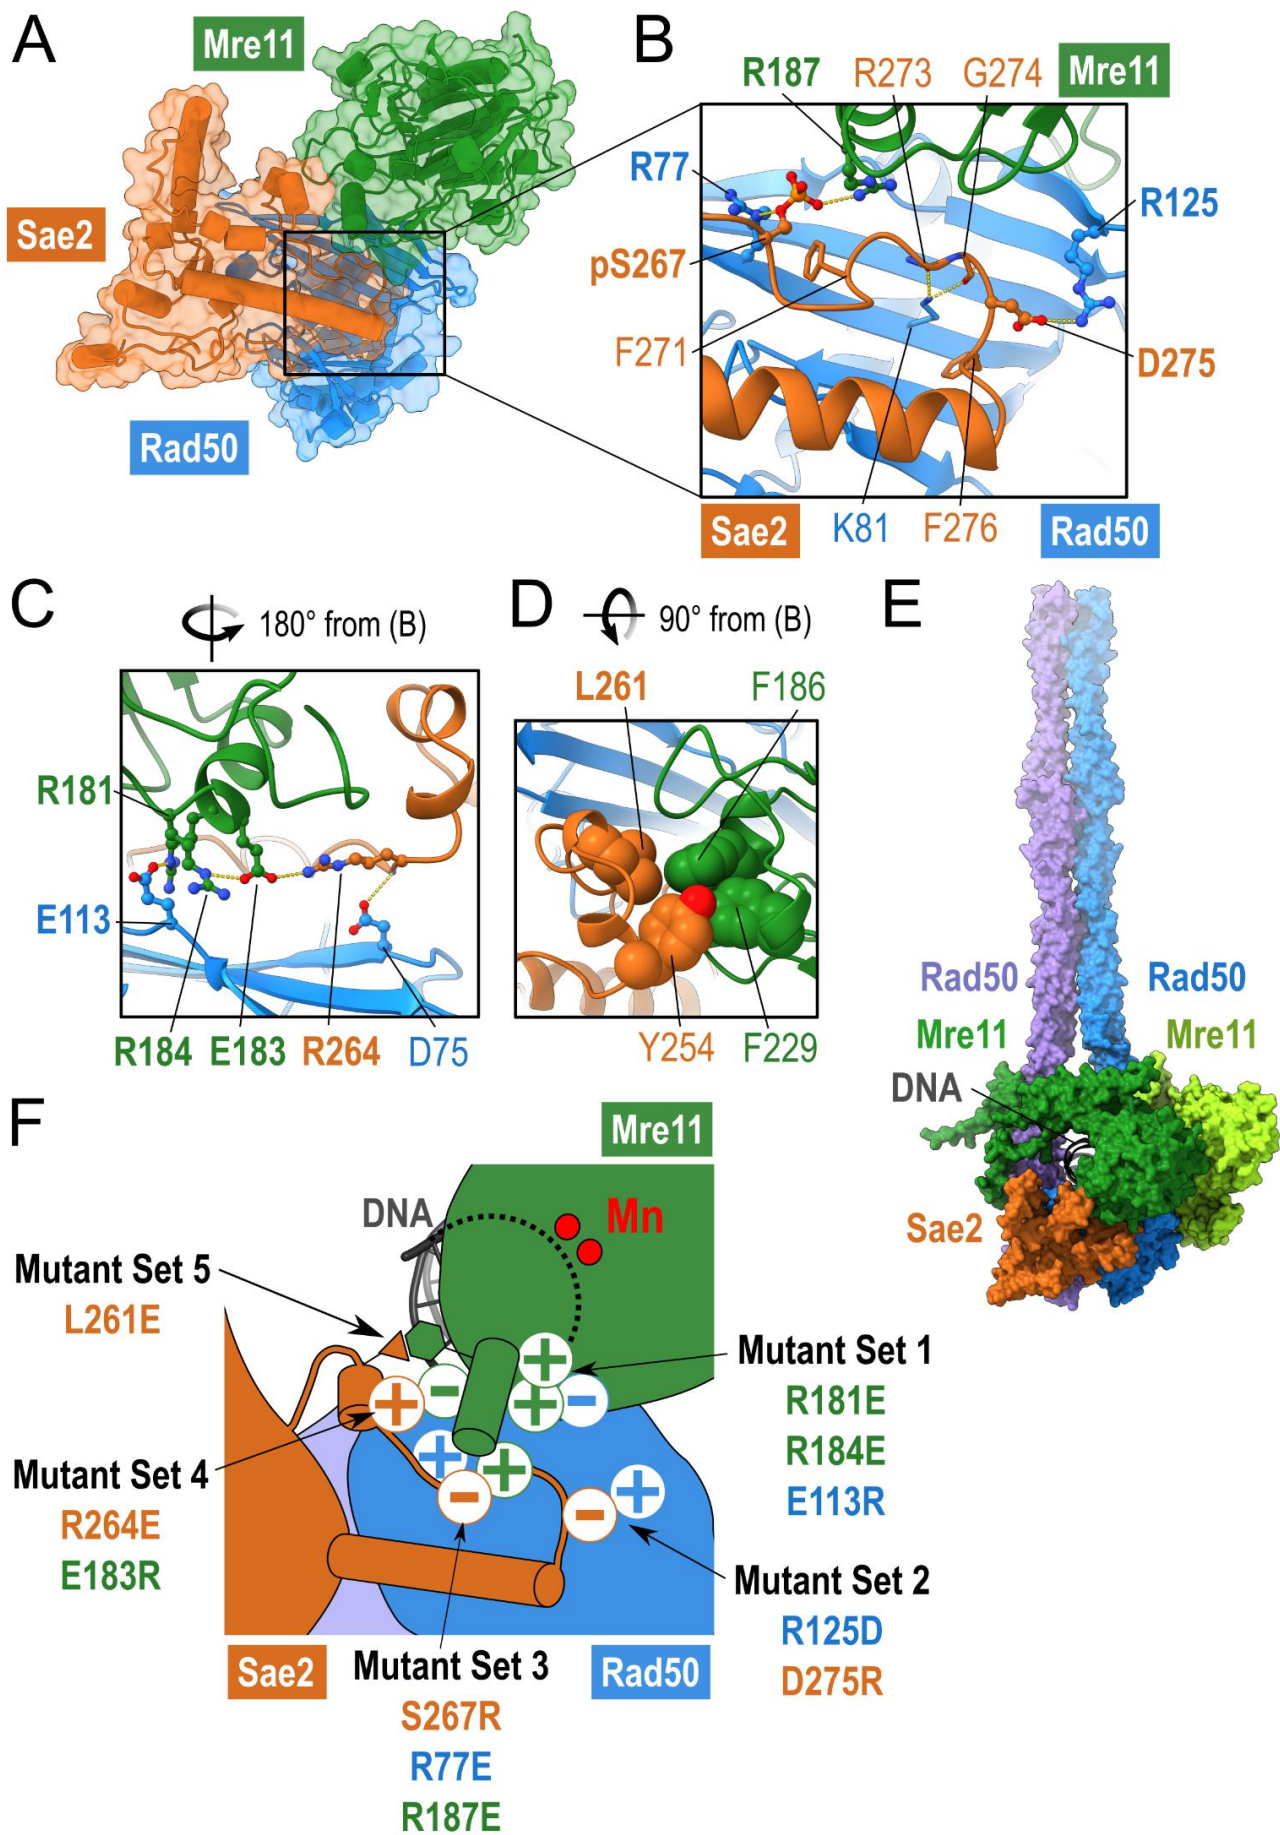 A
Mre11
Sae2
Rad50
B
R187 R273 G274 Mre11
R77
R125
pS267
F271
D275
Sae2 K81 F276 Rad50
C
180° from (B)
R181
E113
R184 E183 R264 D75
D
90° from (B)
L261 F186
Y254 F229
E
Rad50 Rad50
Mre11 Mre11
DNA
Sae2
F
Mre11
DNA Mn
Mutant Set 5
L261E
Mutant Set 1
R181E
R184E
E113R
Mutant Set 4
R264E
E183R
Mutant Set 2
R125D
D275R
Sae2 Mutant Set 3 Rad50
S267R
R77E
R187E
+
+
-
+
-
+
+
-
-
+